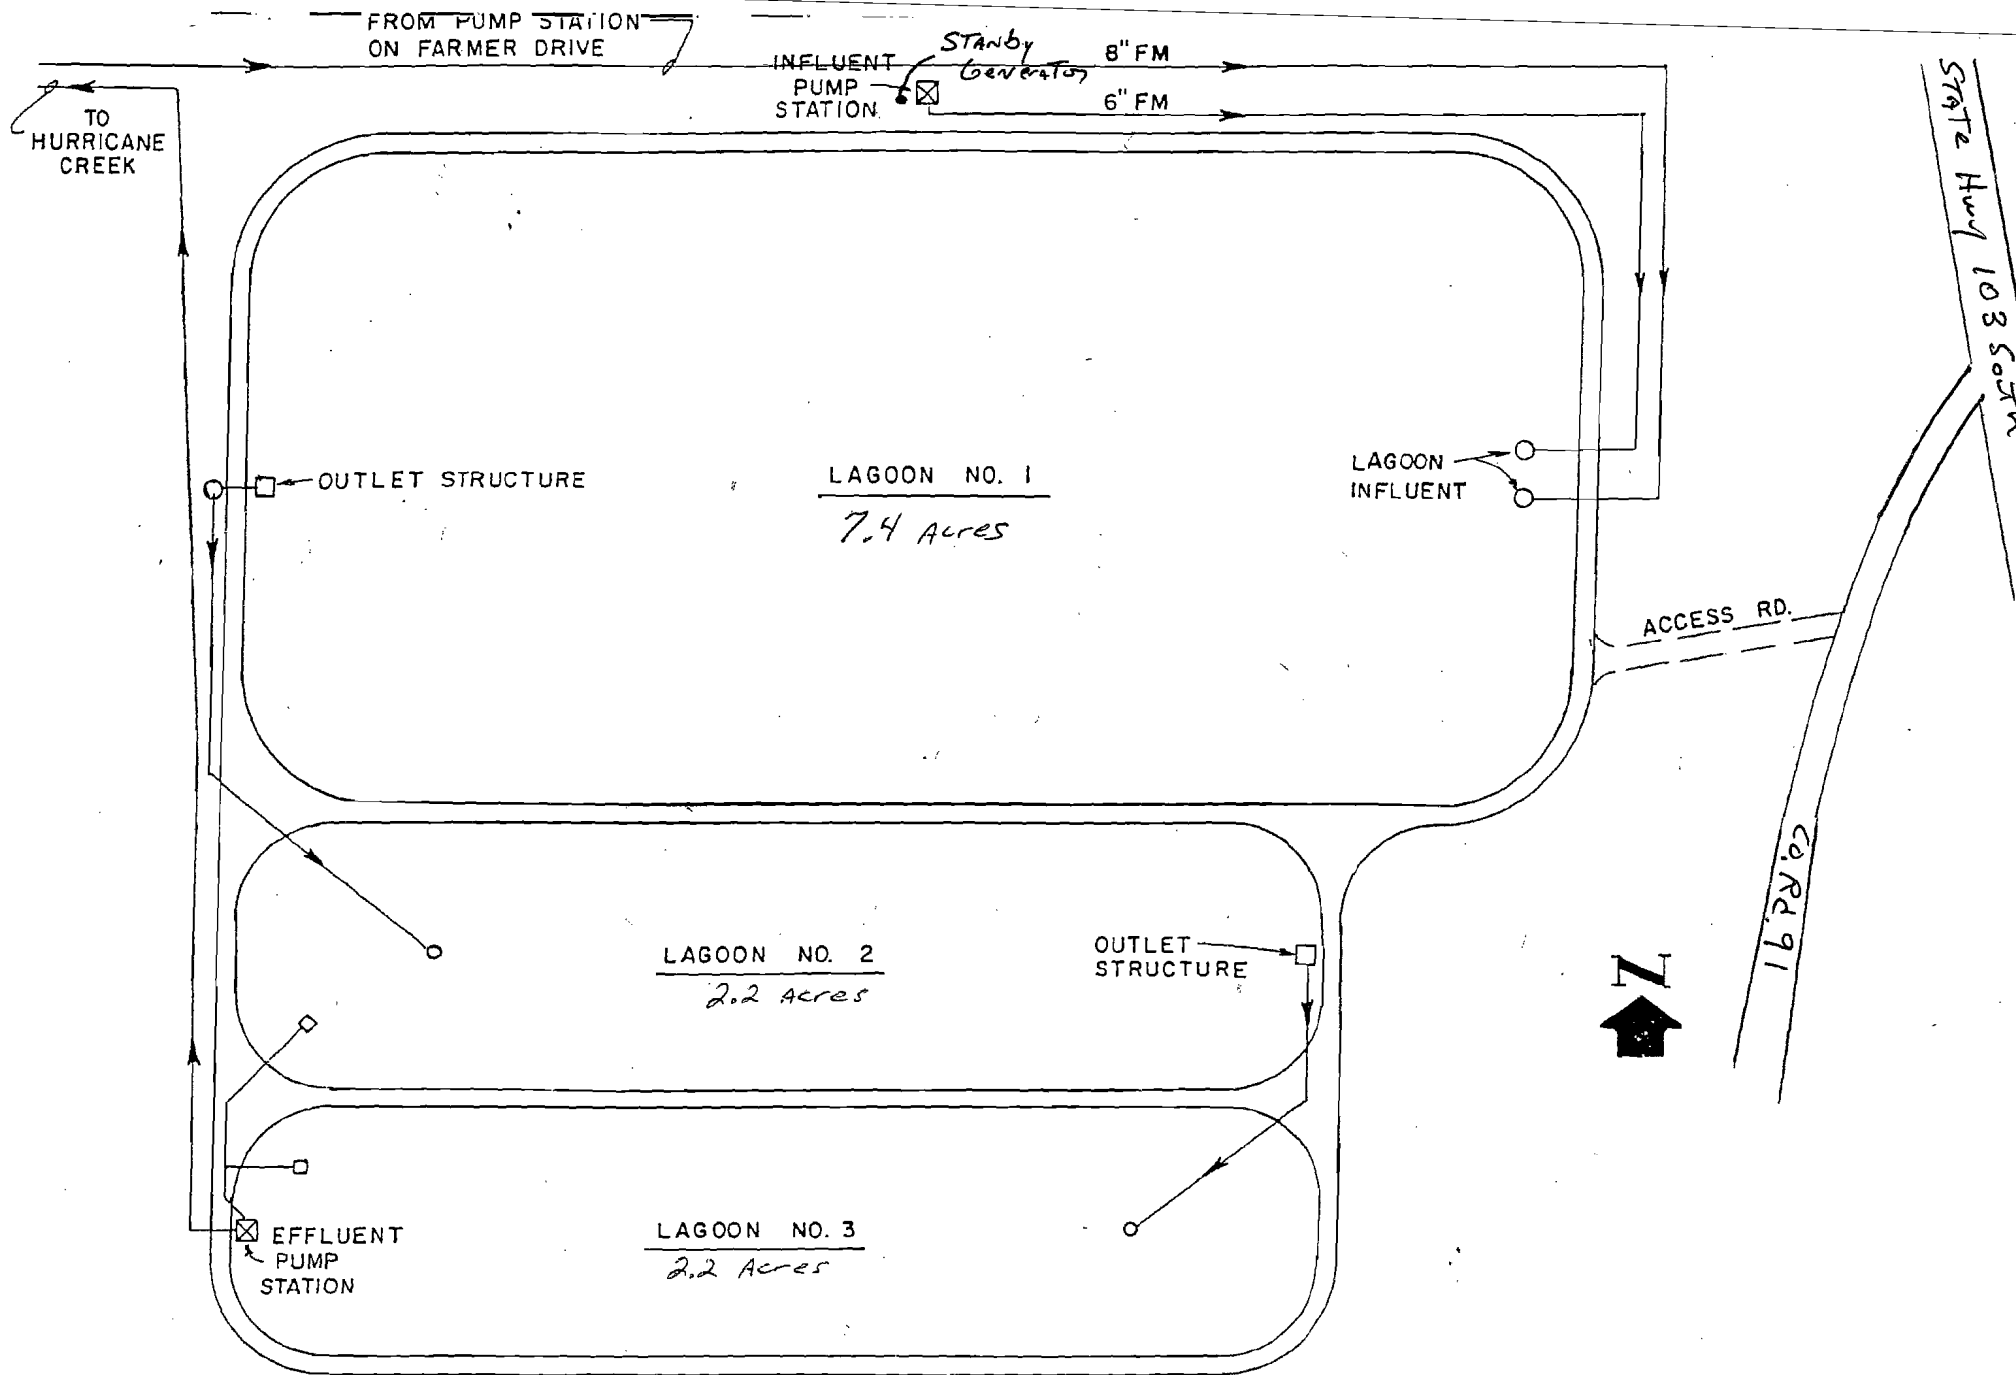 FROM PUMP STATION
ON FARMER DRIVE
STANby
Generator
8" FM
INFLUENT
PUMP
STATION
6" FM
TO
HURRICANE
CREEK
STATe Hwy 103 South
OUTLET STRUCTURE
LAGOON NO. 1
7.4 Acres
LAGOON
INFLUENT
ACCESS RD.
CO. Rd. 91
LAGOON NO. 2
2.2 Acres
OUTLET
STRUCTURE
N
EFFLUENT
PUMP
STATION
LAGOON NO. 3
2.2 Acres